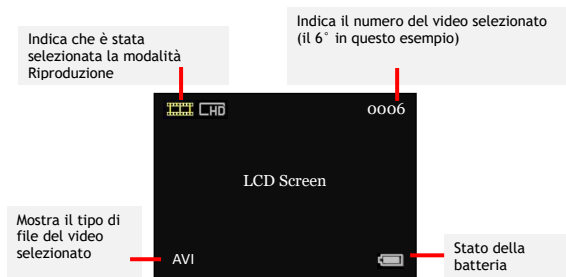 Indica che è stata
selezionata la modalità
Riproduzione
Indica il numero del video selezionato
(il 6° in questo esempio)
HD
0006
LCD Screen
Mostra il tipo di
file del video
selezionato
AVI
Stato della
batteria